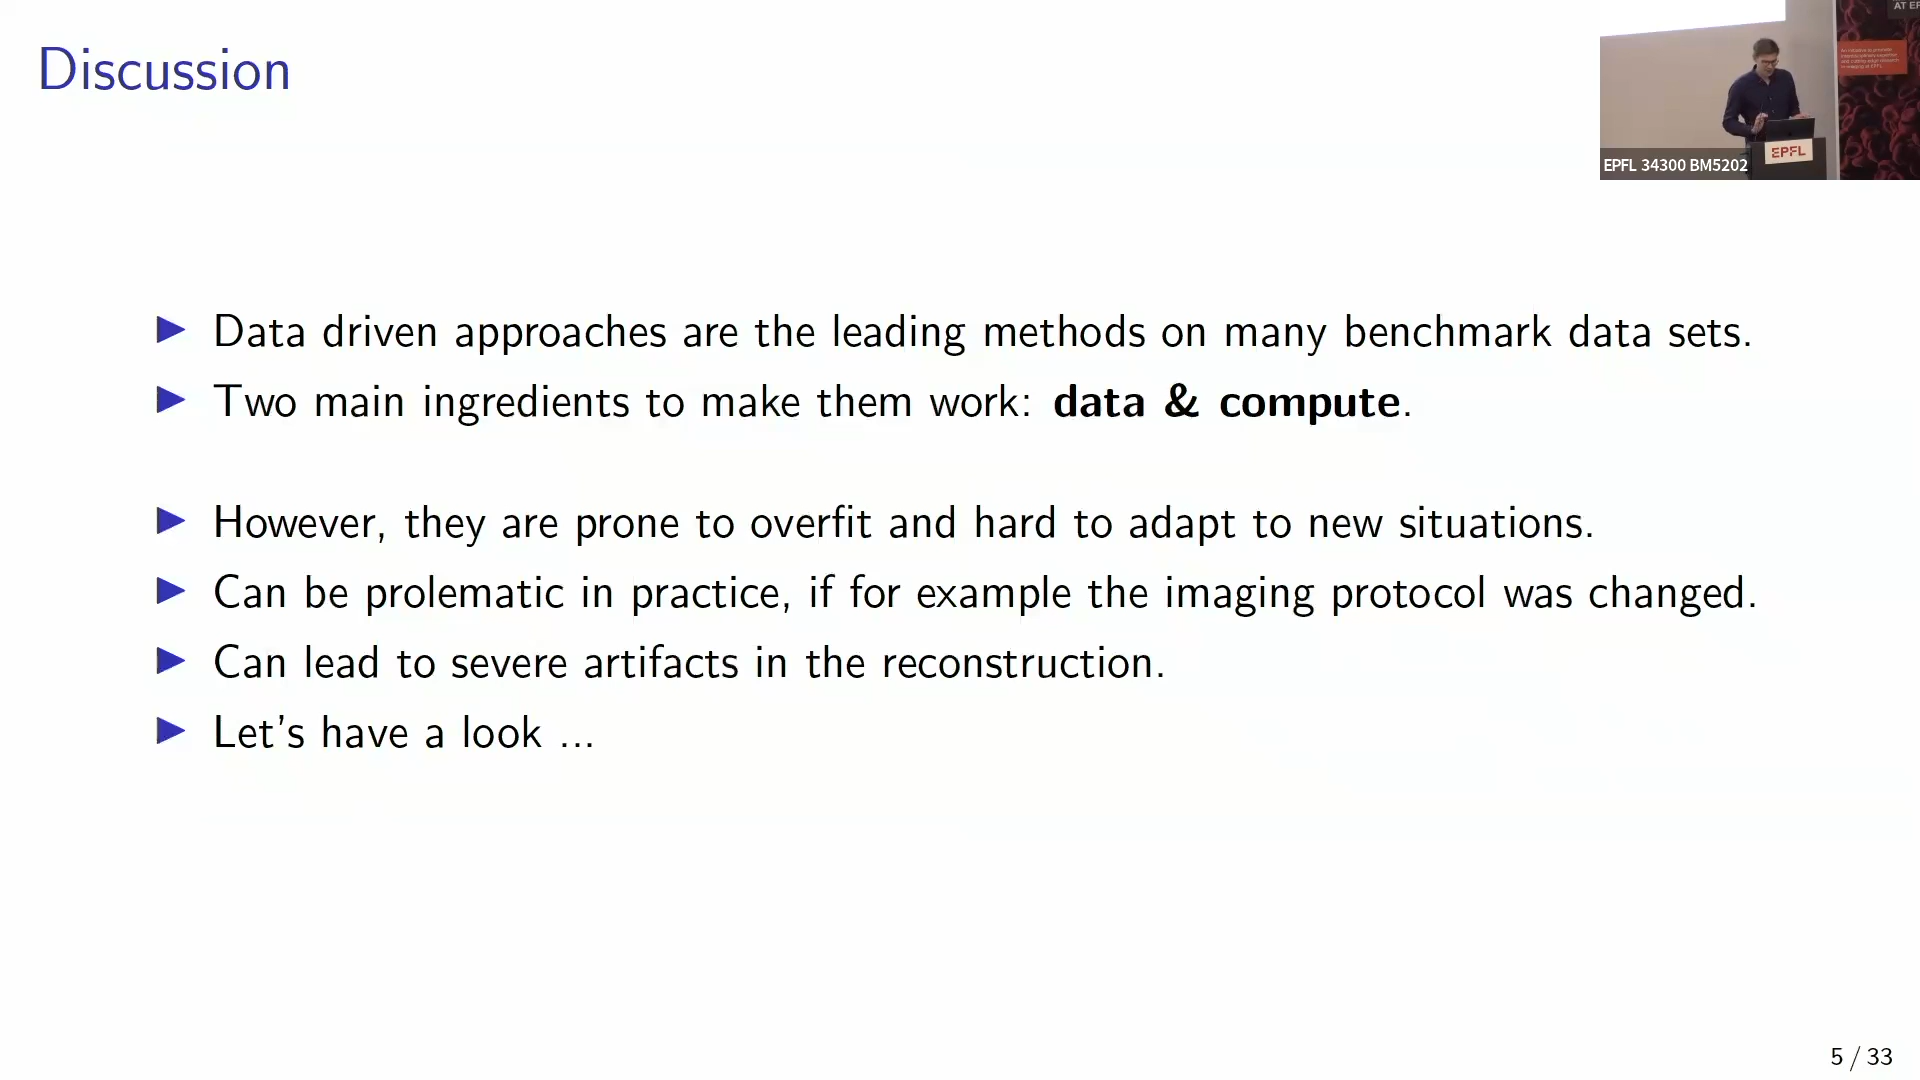 Discussion
AT EP
EPFL
EPFL 34300 BM5202
▶ Data driven approaches are the leading methods on many benchmark data sets.
▶ Two main ingredients to make them work: data & compute.
▶ However, they are prone to overfit and hard to adapt to new situations.
▶ Can be prolematic in practice, if for example the imaging protocol was changed.
▶ Can lead to severe artifacts in the reconstruction.
▶ Let's have a look ...
5 / 33